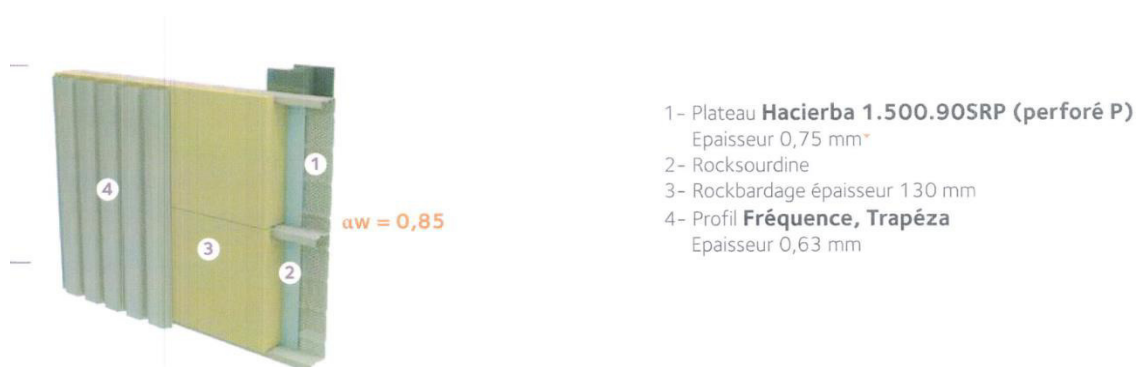 1
4
αw = 0,85
3
2
1- Plateau Hacierba 1.500.90SRP (perforé P)
Epaisseur 0,75 mm*
2- Rocksourdine
3- Rockbardage épaisseur 130 mm
4- Profil Fréquence, Trapéza
Epaisseur 0,63 mm